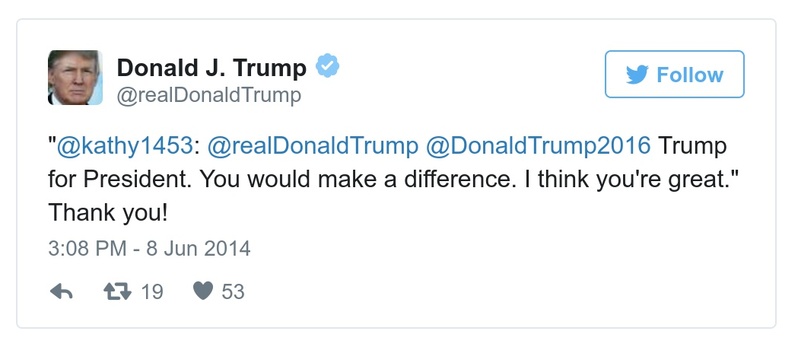 Donald J. Trump
@realDonaldTrump
Follow
"@kathy1453: @realDonaldTrump @DonaldTrump2016 Trump
for President. You would make a difference. I think you're great."
Thank you!
3:08 PM - 8 Jun 2014
19 53